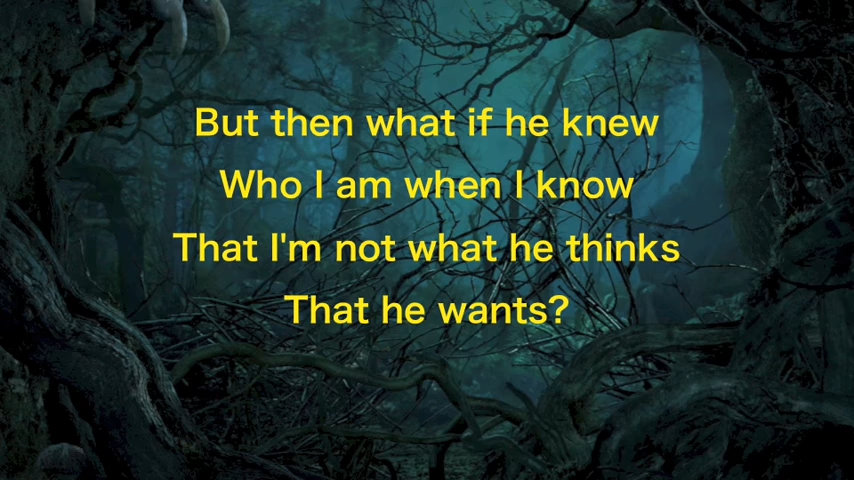 But then what if he knew
Who I am when I know
That I'm not what he thinks
That he wants?